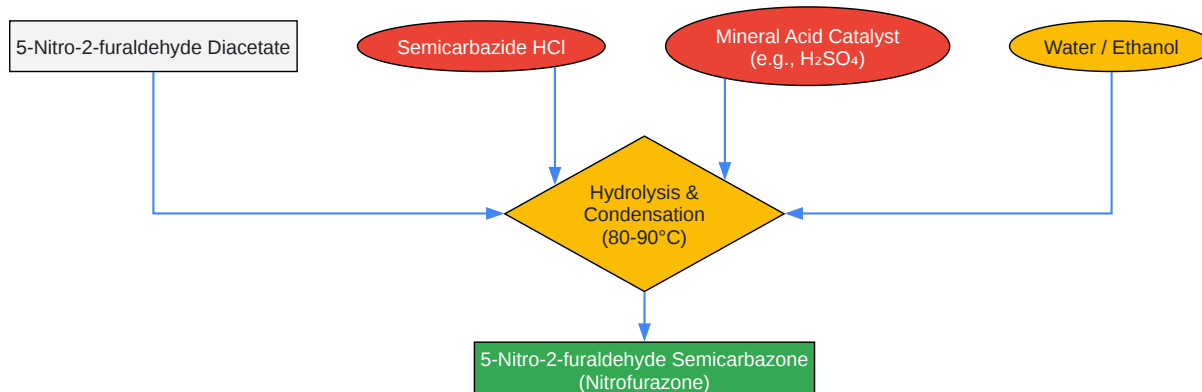 5-Nitro-2-furaldehyde Diacetate
Semicarbazide HCl
Mineral Acid Catalyst
(e.g., H₂SO₄)
Water / Ethanol
Hydrolysis &
Condensation
(80-90°C)
5-Nitro-2-furaldehyde Semicarbazone
(Nitrofurazone)